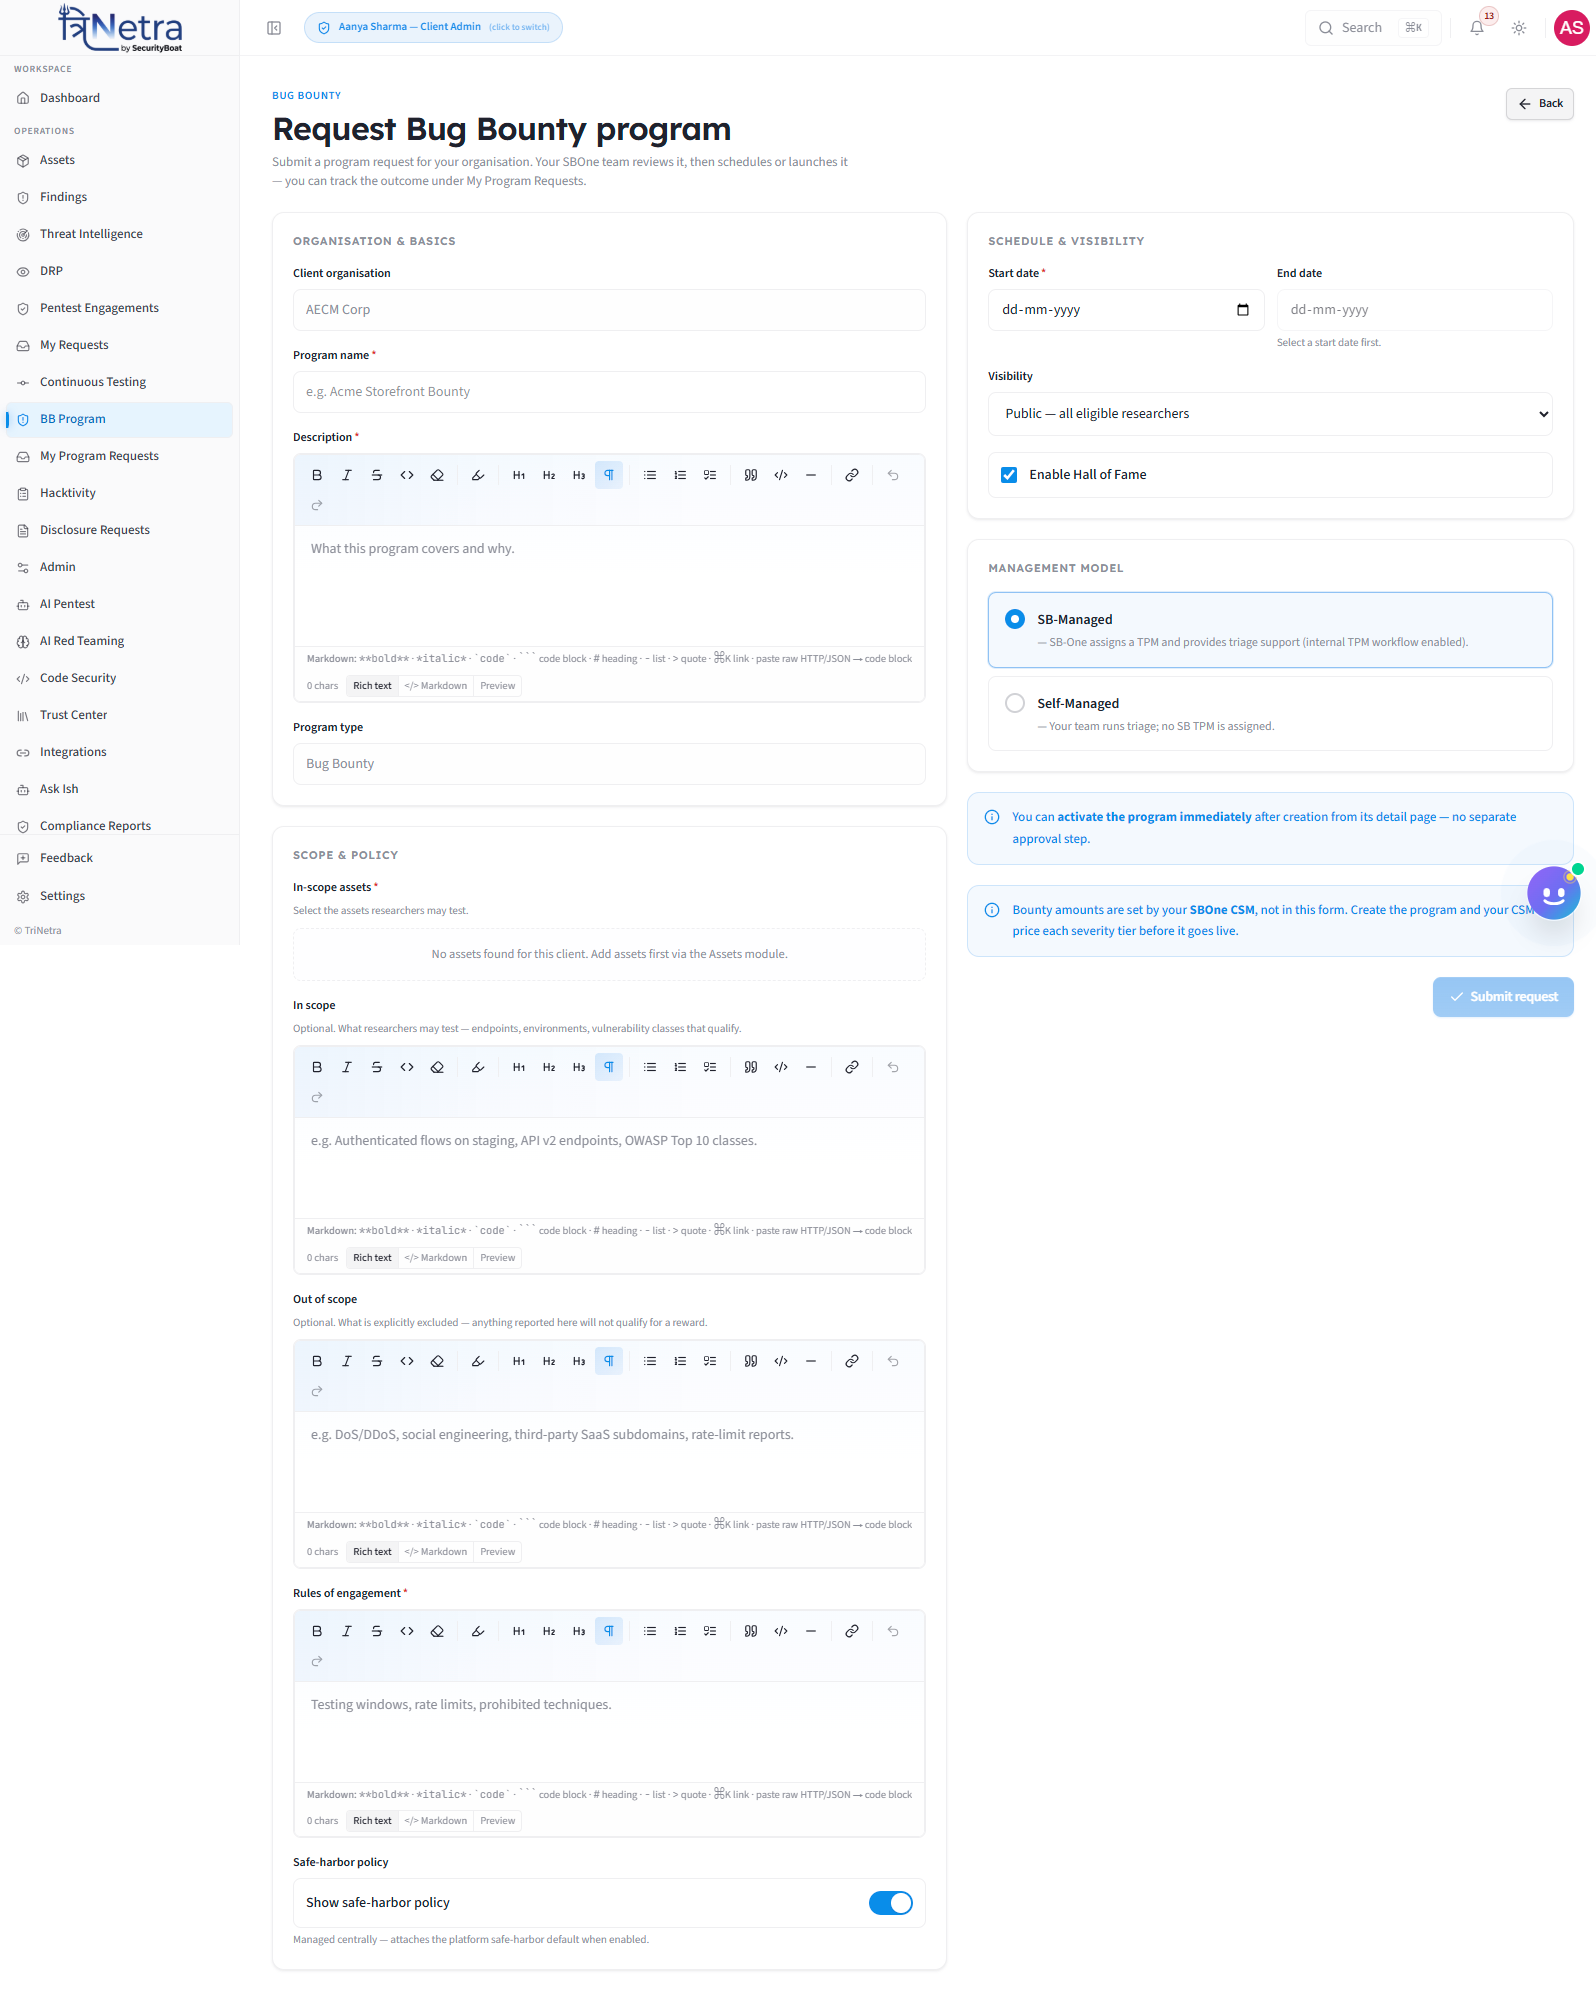 त्रिNetra
by SecurityBoat
WORKSPACE
Dashboard
OPERATIONS
Assets
Findings
Threat Intelligence
DRP
Pentest Engagements
My Requests
Continuous Testing
BB Program
My Program Requests
Hacktivity
Disclosure Requests
Admin
AI Pentest
AI Red Teaming
Code Security
Trust Center
Integrations
Ask Ish
Compliance Reports
Feedback
Settings
© TriNetra
Aanya Sharma — Client Admin (click to switch)
Search ⌘K
13
AS
BUG BOUNTY
Request Bug Bounty program
Submit a program request for your organisation. Your SBOne team reviews it, then schedules or launches it
— you can track the outcome under My Program Requests.
Back
ORGANISATION & BASICS
Client organisation
AECM Corp
Program name *
e.g. Acme Storefront Bounty
Description *
H1 H2 H3
What this program covers and why.
Markdown: **bold** · *italic* · `code` · ``` code block · # heading · - list · > quote · ⌘K link · paste raw HTTP/JSON → code block
0 chars Rich text </> Markdown Preview
Program type
Bug Bounty
SCOPE & POLICY
In-scope assets *
Select the assets researchers may test.
No assets found for this client. Add assets first via the Assets module.
In scope
Optional. What researchers may test — endpoints, environments, vulnerability classes that qualify.
H1 H2 H3
e.g. Authenticated flows on staging, API v2 endpoints, OWASP Top 10 classes.
Markdown: **bold** · *italic* · `code` · ``` code block · # heading · - list · > quote · ⌘K link · paste raw HTTP/JSON → code block
0 chars Rich text </> Markdown Preview
Out of scope
Optional. What is explicitly excluded — anything reported here will not qualify for a reward.
H1 H2 H3
e.g. DoS/DDoS, social engineering, third-party SaaS subdomains, rate-limit reports.
Markdown: **bold** · *italic* · `code` · ``` code block · # heading · - list · > quote · ⌘K link · paste raw HTTP/JSON → code block
0 chars Rich text </> Markdown Preview
Rules of engagement *
H1 H2 H3
Testing windows, rate limits, prohibited techniques.
Markdown: **bold** · *italic* · `code` · ``` code block · # heading · - list · > quote · ⌘K link · paste raw HTTP/JSON → code block
0 chars Rich text </> Markdown Preview
Safe-harbor policy
Show safe-harbor policy
Managed centrally — attaches the platform safe-harbor default when enabled.
SCHEDULE & VISIBILITY
Start date * End date
dd-mm-yyyy dd-mm-yyyy
Select a start date first.
Visibility
Public — all eligible researchers
Enable Hall of Fame
MANAGEMENT MODEL
SB-Managed
— SB-One assigns a TPM and provides triage support (internal TPM workflow enabled).
Self-Managed
— Your team runs triage; no SB TPM is assigned.
You can activate the program immediately after creation from its detail page — no separate
approval step.
Bounty amounts are set by your SBOne CSM, not in this form. Create the program and your CSM
price each severity tier before it goes live.
Submit request